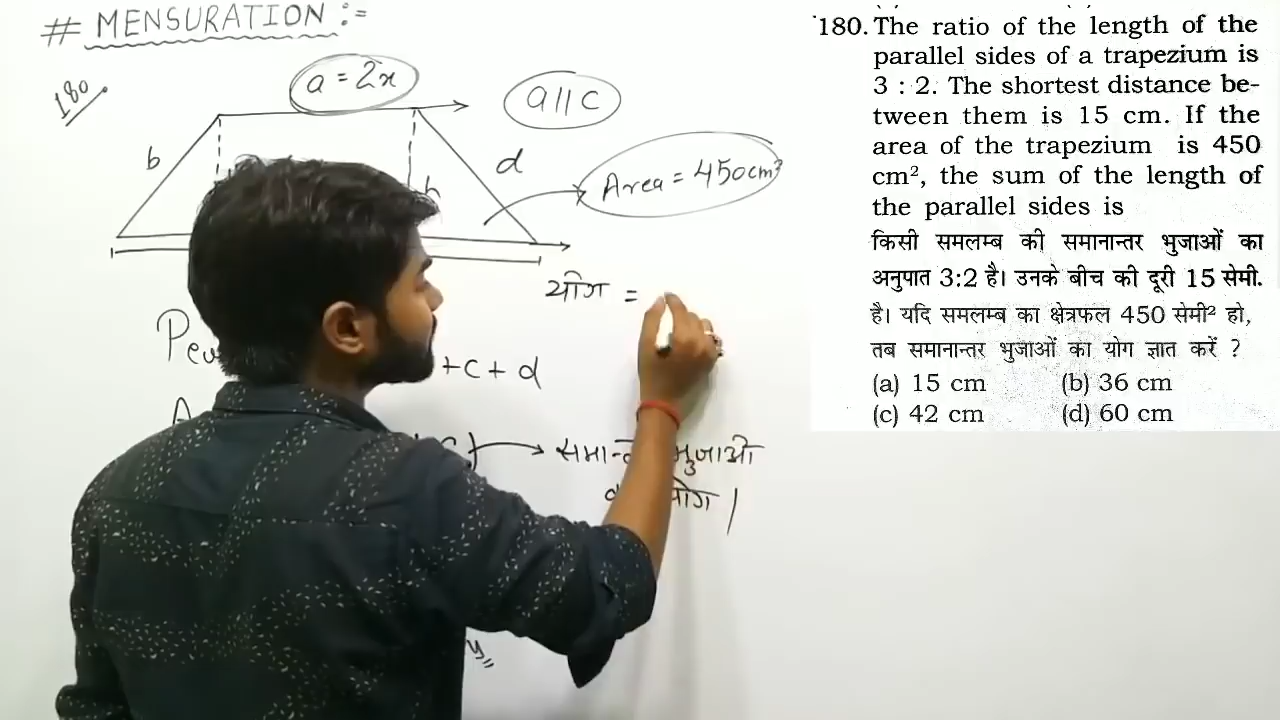 # MENSURATION :-
180.
a = 2x
a || c
b
d
h
Area = 450cm²
योग =
+c + d
समान्त भुजाओ
योग ।
180. The ratio of the length of the
parallel sides of a trapezium is
3 : 2. The shortest distance be-
tween them is 15 cm. If the
area of the trapezium is 450
cm², the sum of the length of
the parallel sides is
किसी समलम्ब की समानान्तर भुजाओं का
अनुपात 3:2 है। उनके बीच की दूरी 15 सेमी.
है। यदि समलम्ब का क्षेत्रफल 450 सेमी² हो,
तब समानान्तर भुजाओं का योग ज्ञात करें ?
(a) 15 cm (b) 36 cm
(c) 42 cm (d) 60 cm